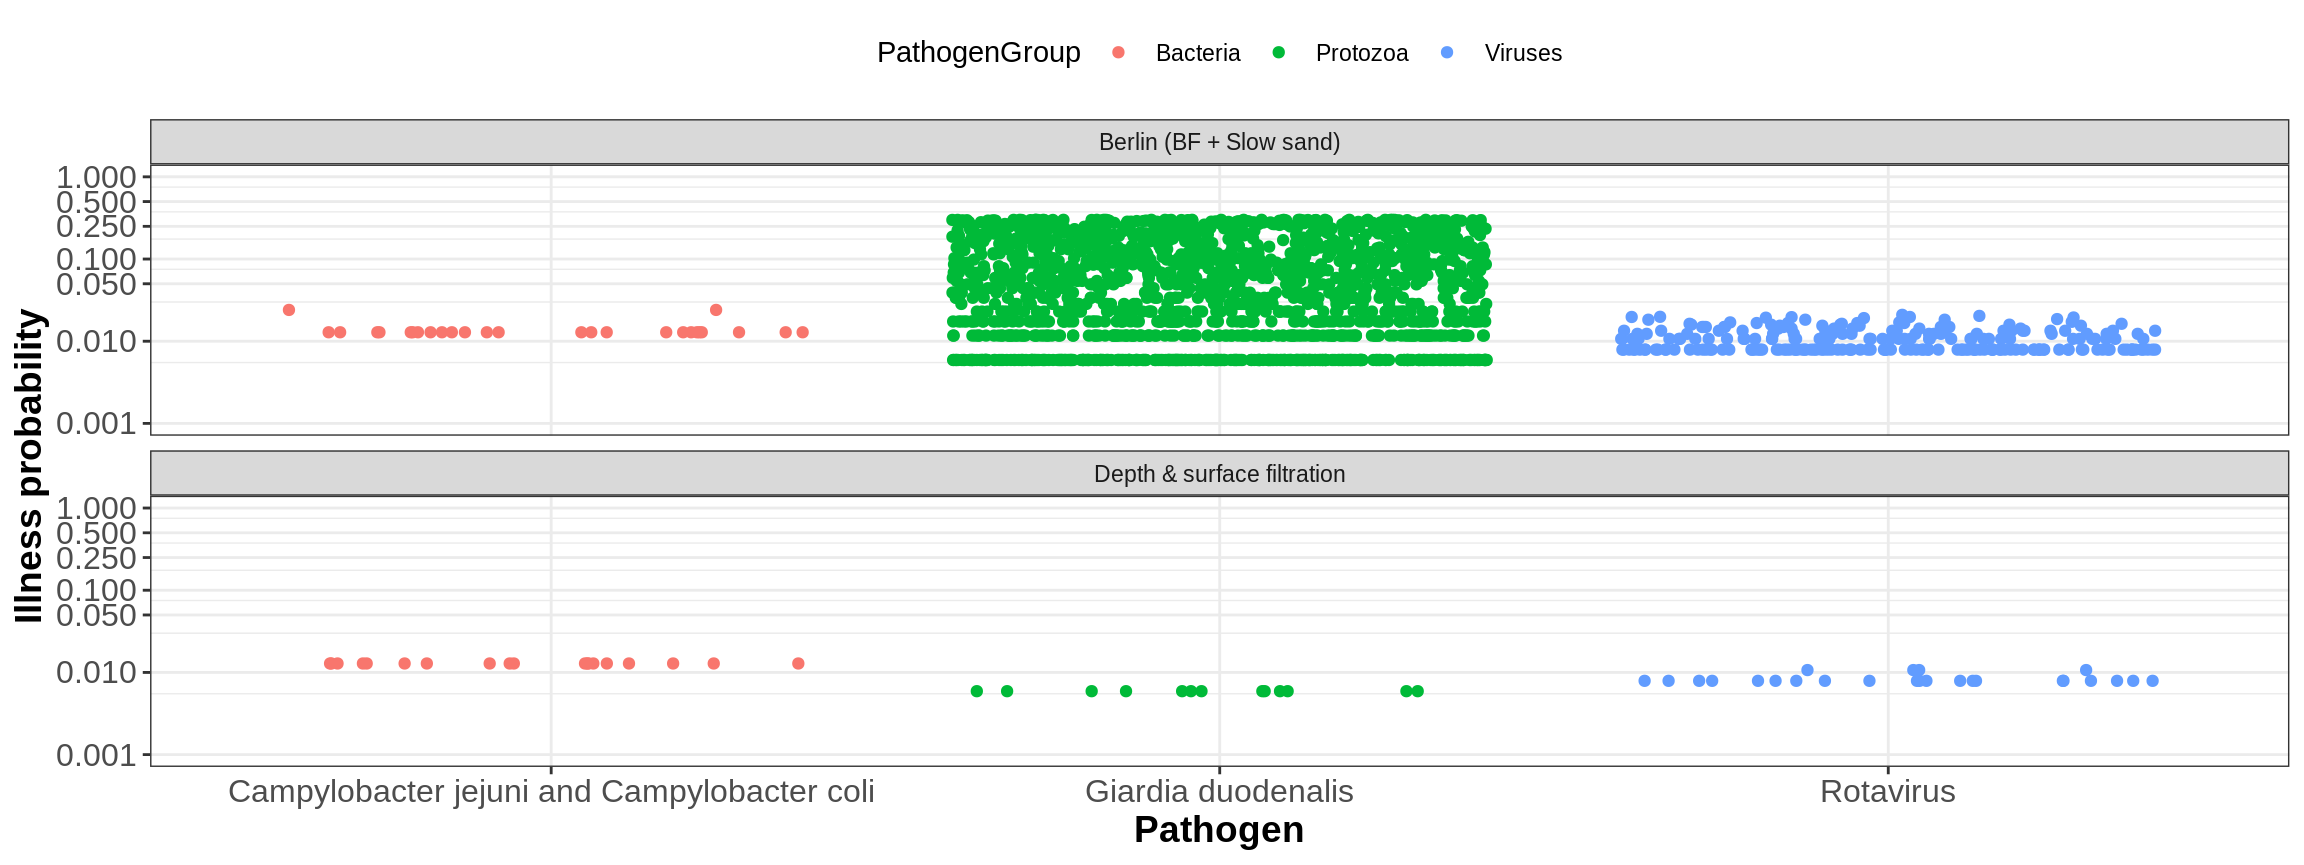 PathogenGroup Bacteria Protozoa Viruses
Berlin (BF + Slow sand)
1.000
0.500
0.250
0.100
0.050
0.010
0.001
Illness probability
Depth & surface filtration
1.000
0.500
0.250
0.100
0.050
0.010
0.001
Campylobacter jejuni and Campylobacter coli Giardia duodenalis Rotavirus
Pathogen